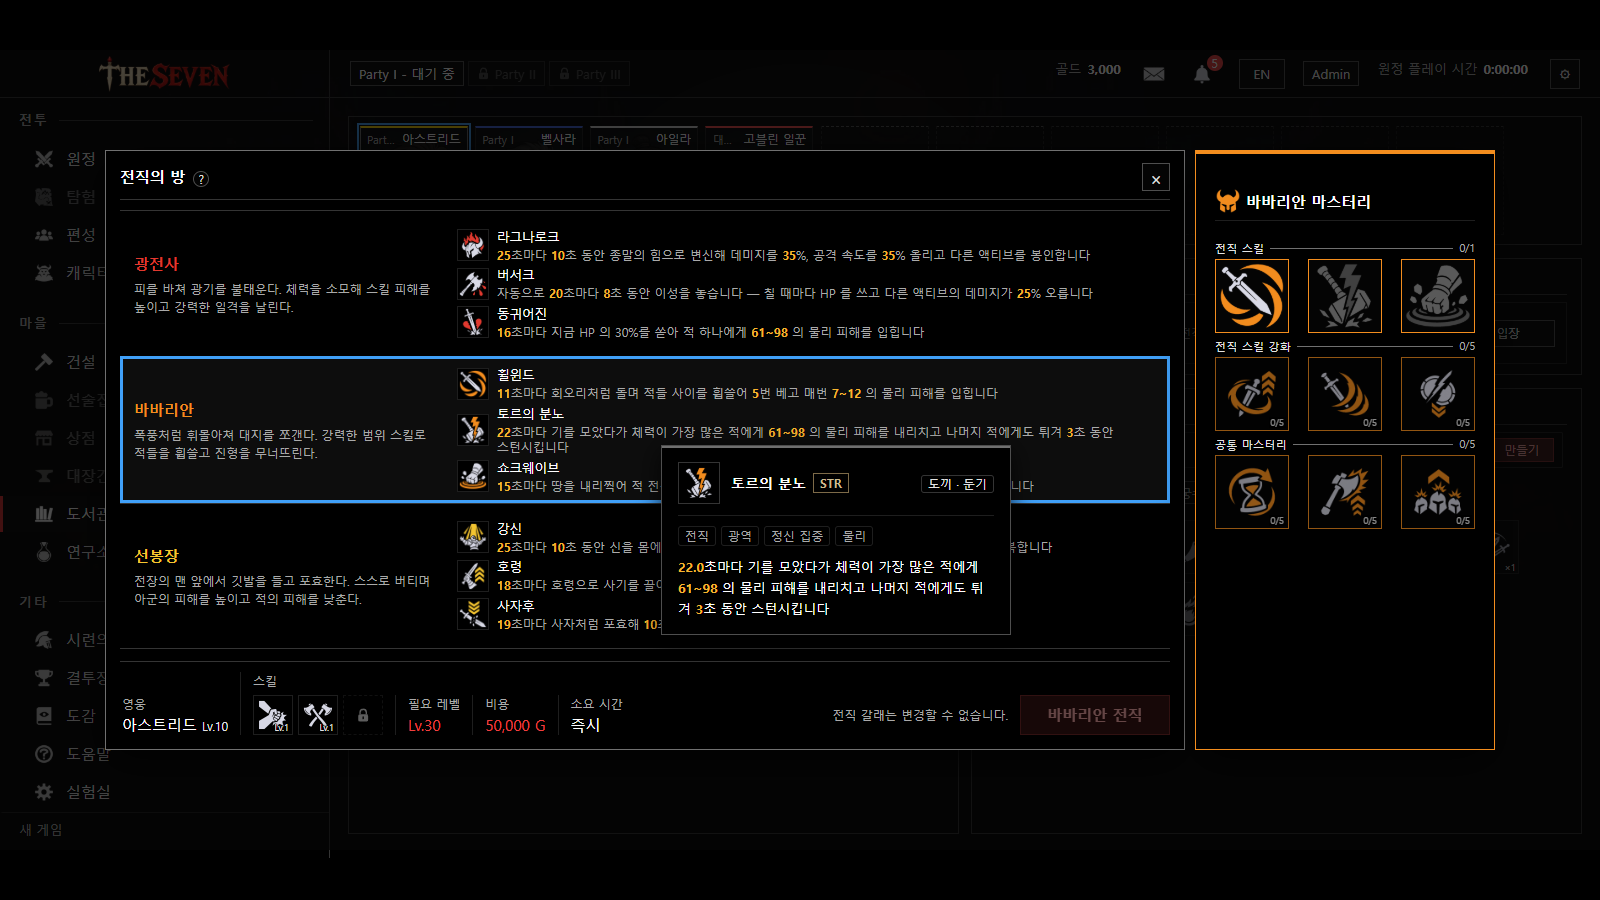 THE SEVEN
Party I - 대기 중
Party II
Party III
골드 3,000
5
EN
Admin
원정 플레이 시간 0:00:00
전투
원정
탐험
편성
마을
건설
상점
기타
도감
도움말
실험실
새 게임
Part... 아스트리드
Party I 벨사라
Party I 아일라
대... 고블린 일꾼
입장
만들기
×1
전직의 방 ?
×
광전사
피를 바쳐 광기를 불태운다. 체력을 소모해 스킬 피해를
높이고 강력한 일격을 날린다.
라그나로크
25초마다 10초 동안 종말의 힘으로 변신해 데미지를 35%, 공격 속도를 35% 올리고 다른 액티브를 봉인합니다
버서크
자동으로 20초마다 8초 동안 이성을 놓습니다 — 칠 때마다 HP 를 쓰고 다른 액티브의 데미지가 25% 오릅니다
동귀어진
16초마다 지금 HP 의 30%를 쏟아 적 하나에게 61~98 의 물리 피해를 입힙니다
바바리안
폭풍처럼 휘몰아쳐 대지를 쪼갠다. 강력한 범위 스킬로
적들을 휩쓸고 진형을 무너뜨린다.
휠윈드
11초마다 회오리처럼 돌며 적들 사이를 휩쓸어 5번 베고 매번 7~12 의 물리 피해를 입힙니다
토르의 분노
22초마다 기를 모았다가 체력이 가장 많은 적에게 61~98 의 물리 피해를 내리치고 나머지 적에게도 튀겨 3초 동안
스턴시킵니다
쇼크웨이브
15초마다 땅을 내리찍어 적 전
니다
선봉장
전장의 맨 앞에서 깃발을 들고 포효한다. 스스로 버티며
아군의 피해를 높이고 적의 피해를 낮춘다.
강신
25초마다 10초 동안 신을 몸에
복합니다
호령
18초마다 호령으로 사기를 끌어
사자후
19초마다 사자처럼 포효해 10초
토르의 분노 STR
도끼 · 둔기
전직 광역 정신 집중 물리
22.0초마다 기를 모았다가 체력이 가장 많은 적에게
61~98 의 물리 피해를 내리치고 나머지 적에게도 튀
겨 3초 동안 스턴시킵니다
영웅
아스트리드 Lv.10
스킬
Lv.1
Lv.1
필요 레벨
Lv.30
비용
50,000 G
소요 시간
즉시
전직 갈래는 변경할 수 없습니다.
바바리안 전직
바바리안 마스터리
전직 스킬 0/1
전직 스킬 강화 0/5
0/5
0/5
0/5
공통 마스터리 0/5
0/5
0/5
0/5